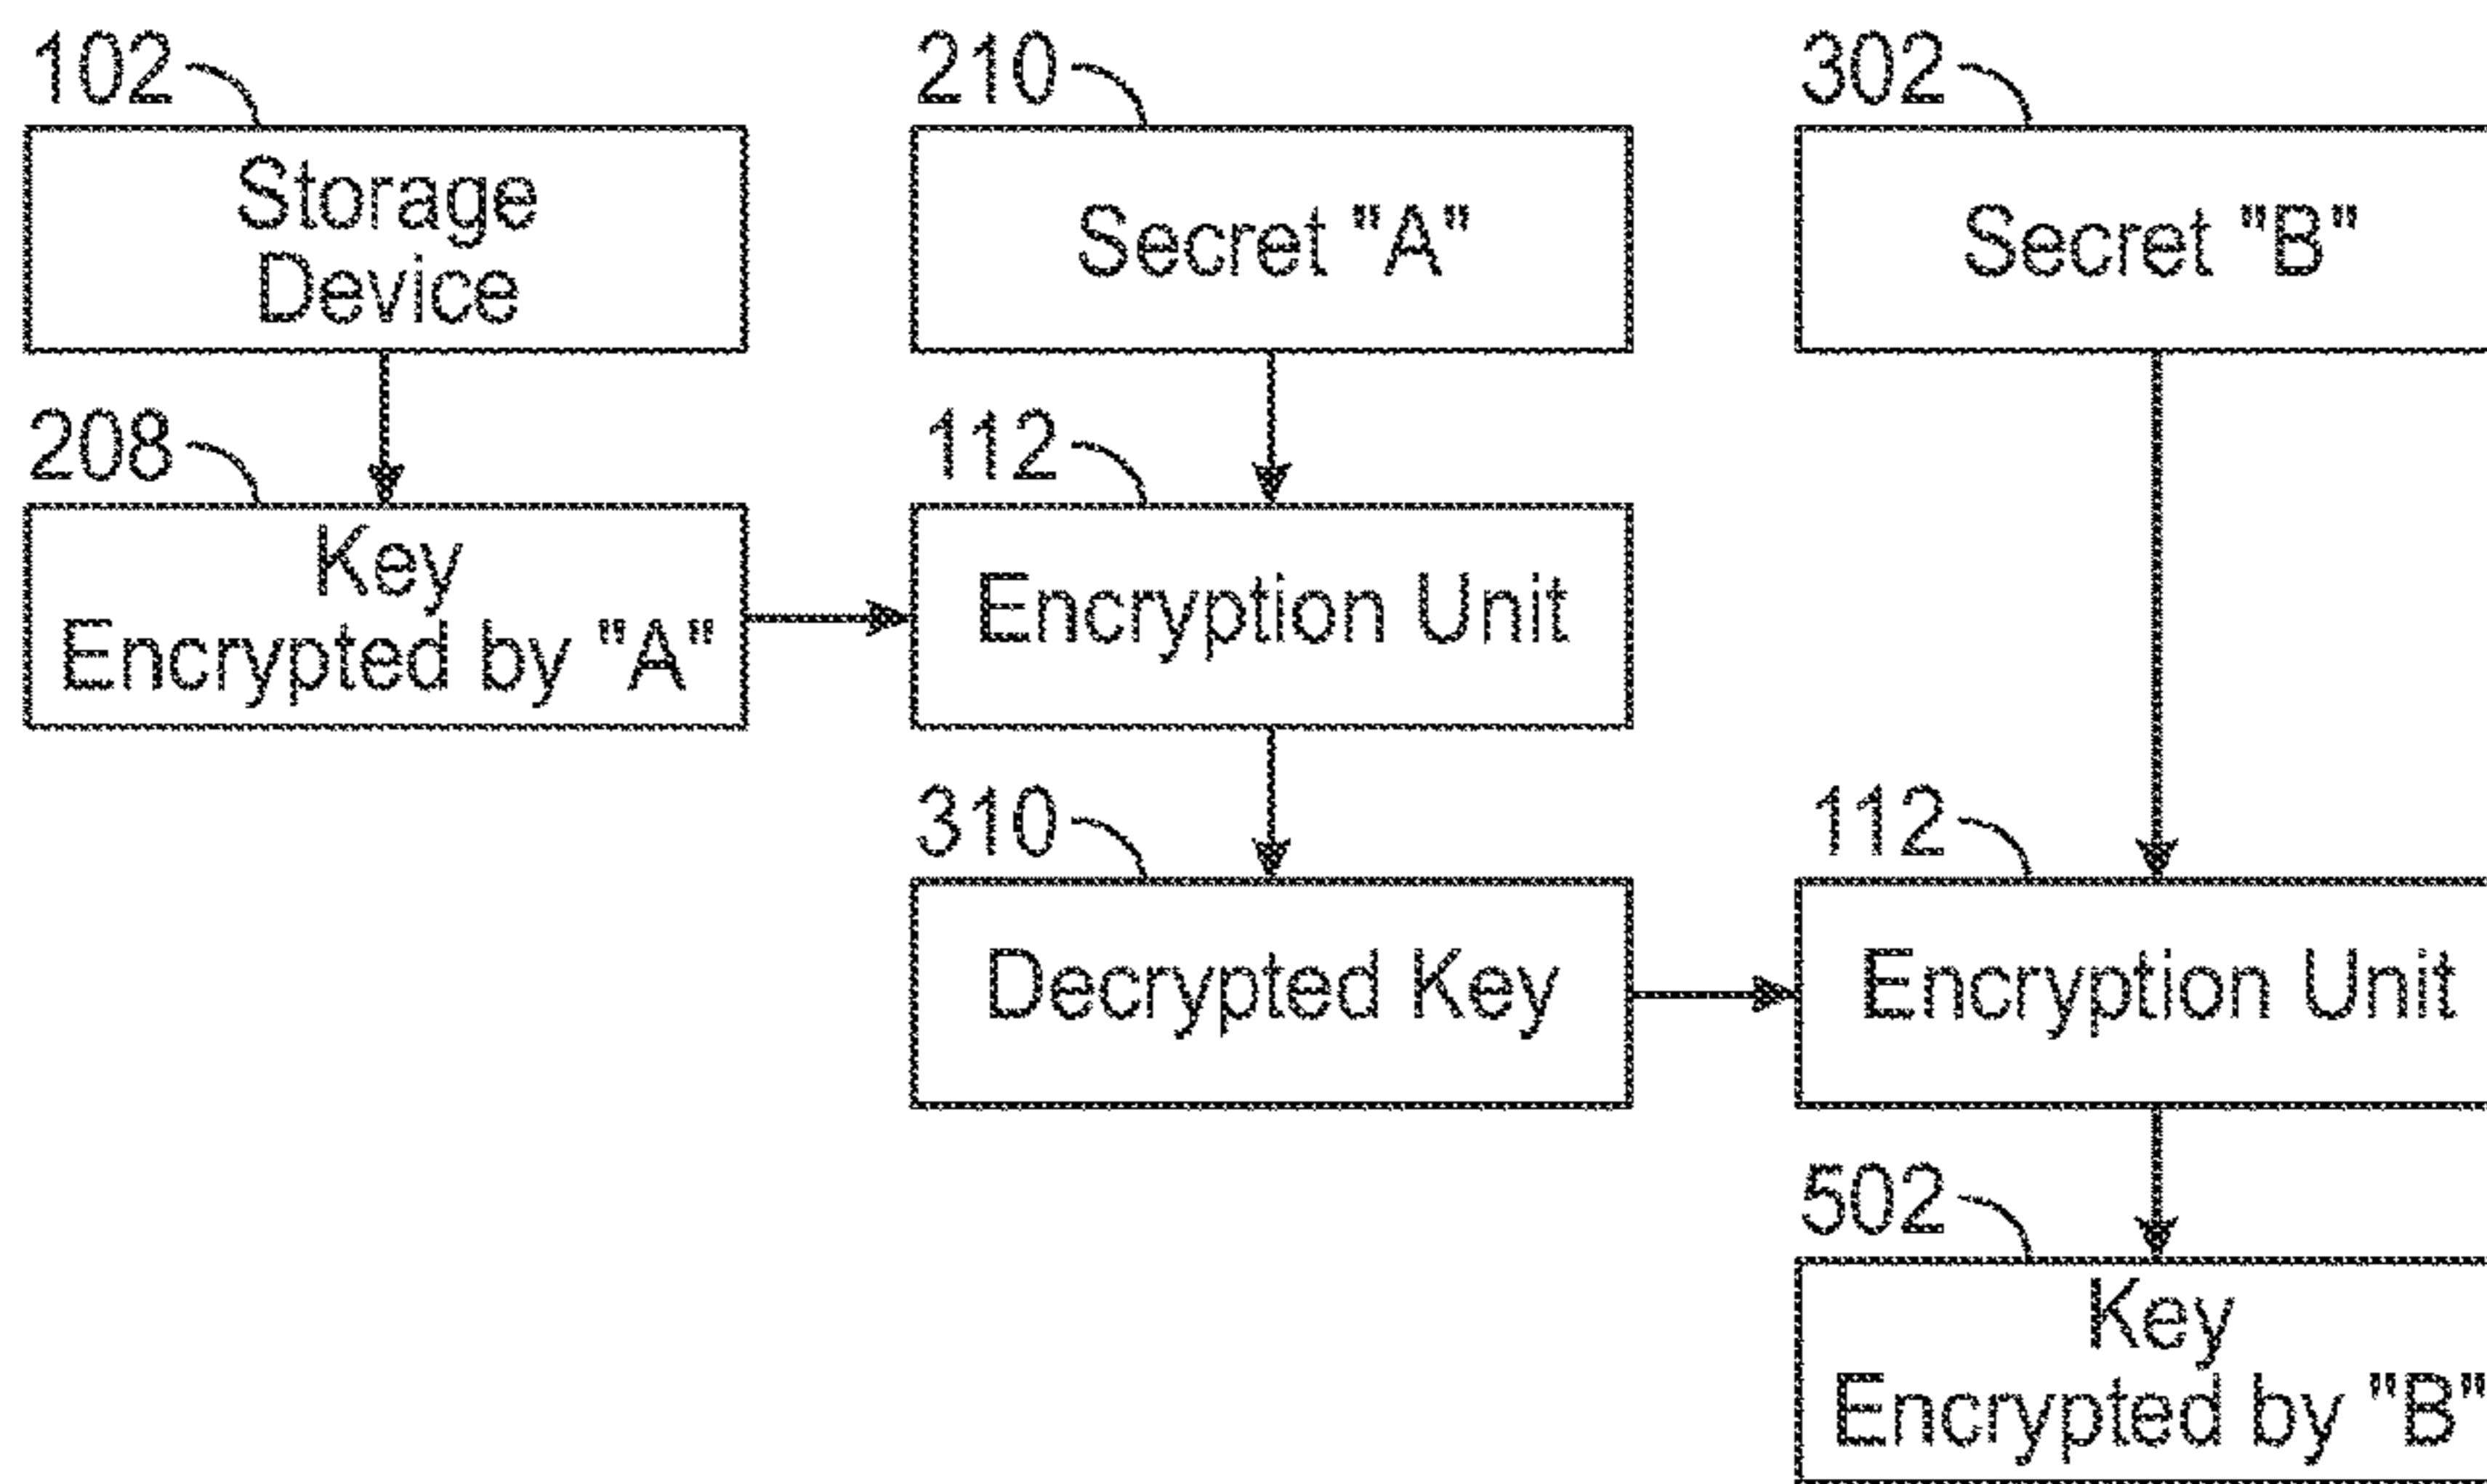 102
210
302
Storage
Device
Secret "A"
Secret "B"
208
112
Key
Encrypted by "A"
Encryption Unit
310
112
Decrypted Key
Encryption Unit
502
Key
Encrypted by "B"